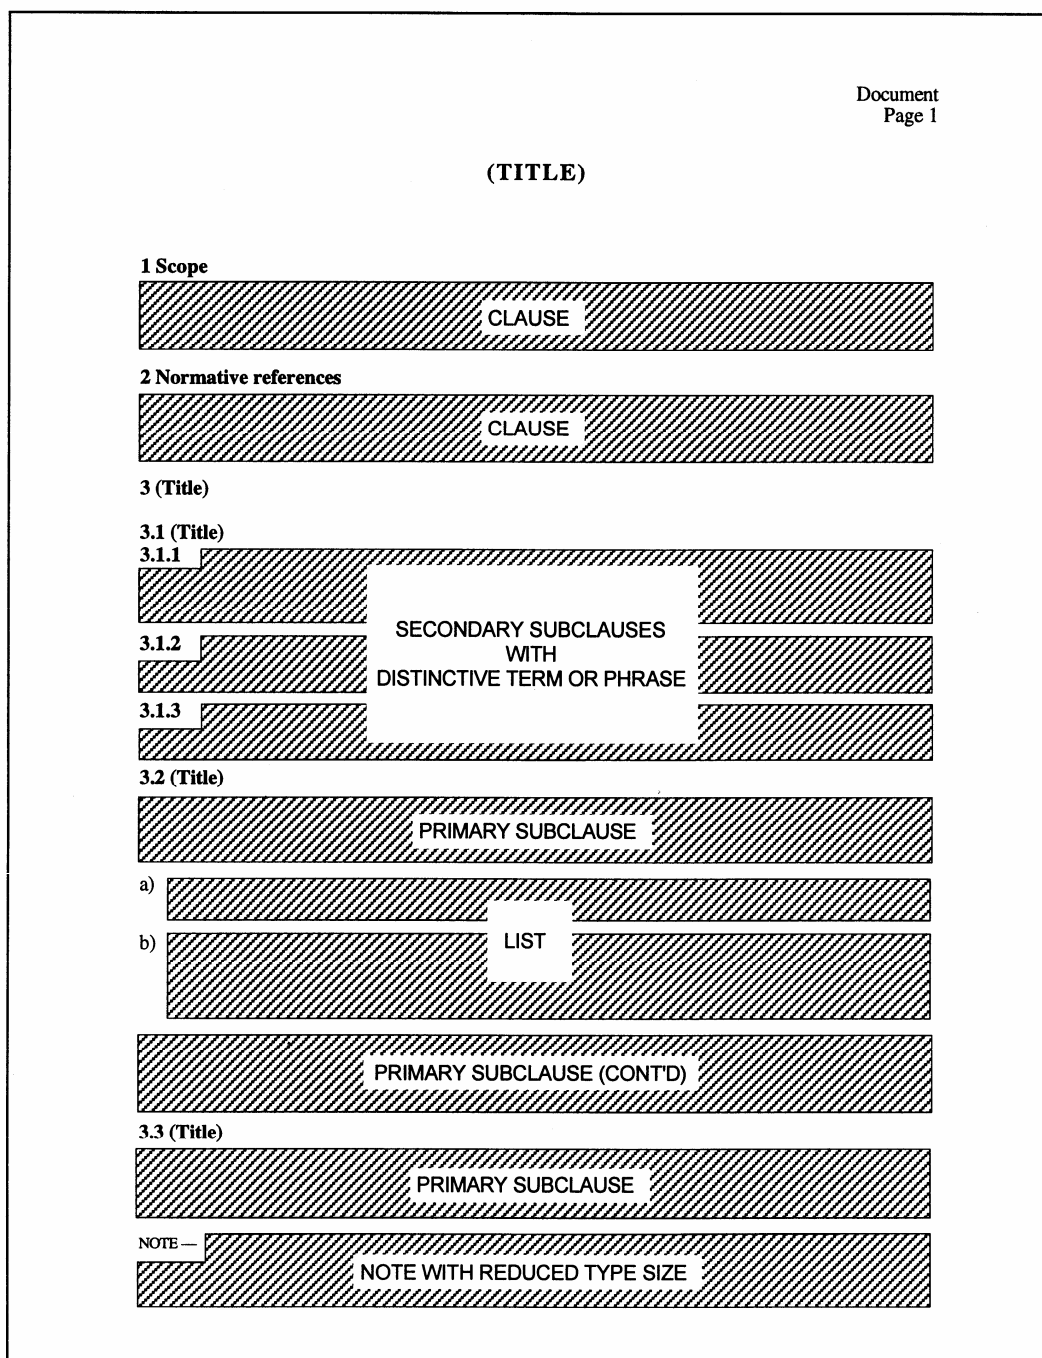 Document
Page 1
(TITLE)
1 Scope
CLAUSE
2 Normative references
CLAUSE
3 (Title)
3.1 (Title)
3.1.1
SECONDARY SUBCLAUSES
WITH
DISTINCTIVE TERM OR PHRASE
3.1.2
3.1.3
3.2 (Title)
PRIMARY SUBCLAUSE
a)
LIST
b)
PRIMARY SUBCLAUSE (CONT'D)
3.3 (Title)
PRIMARY SUBCLAUSE
NOTE —
NOTE WITH REDUCED TYPE SIZE